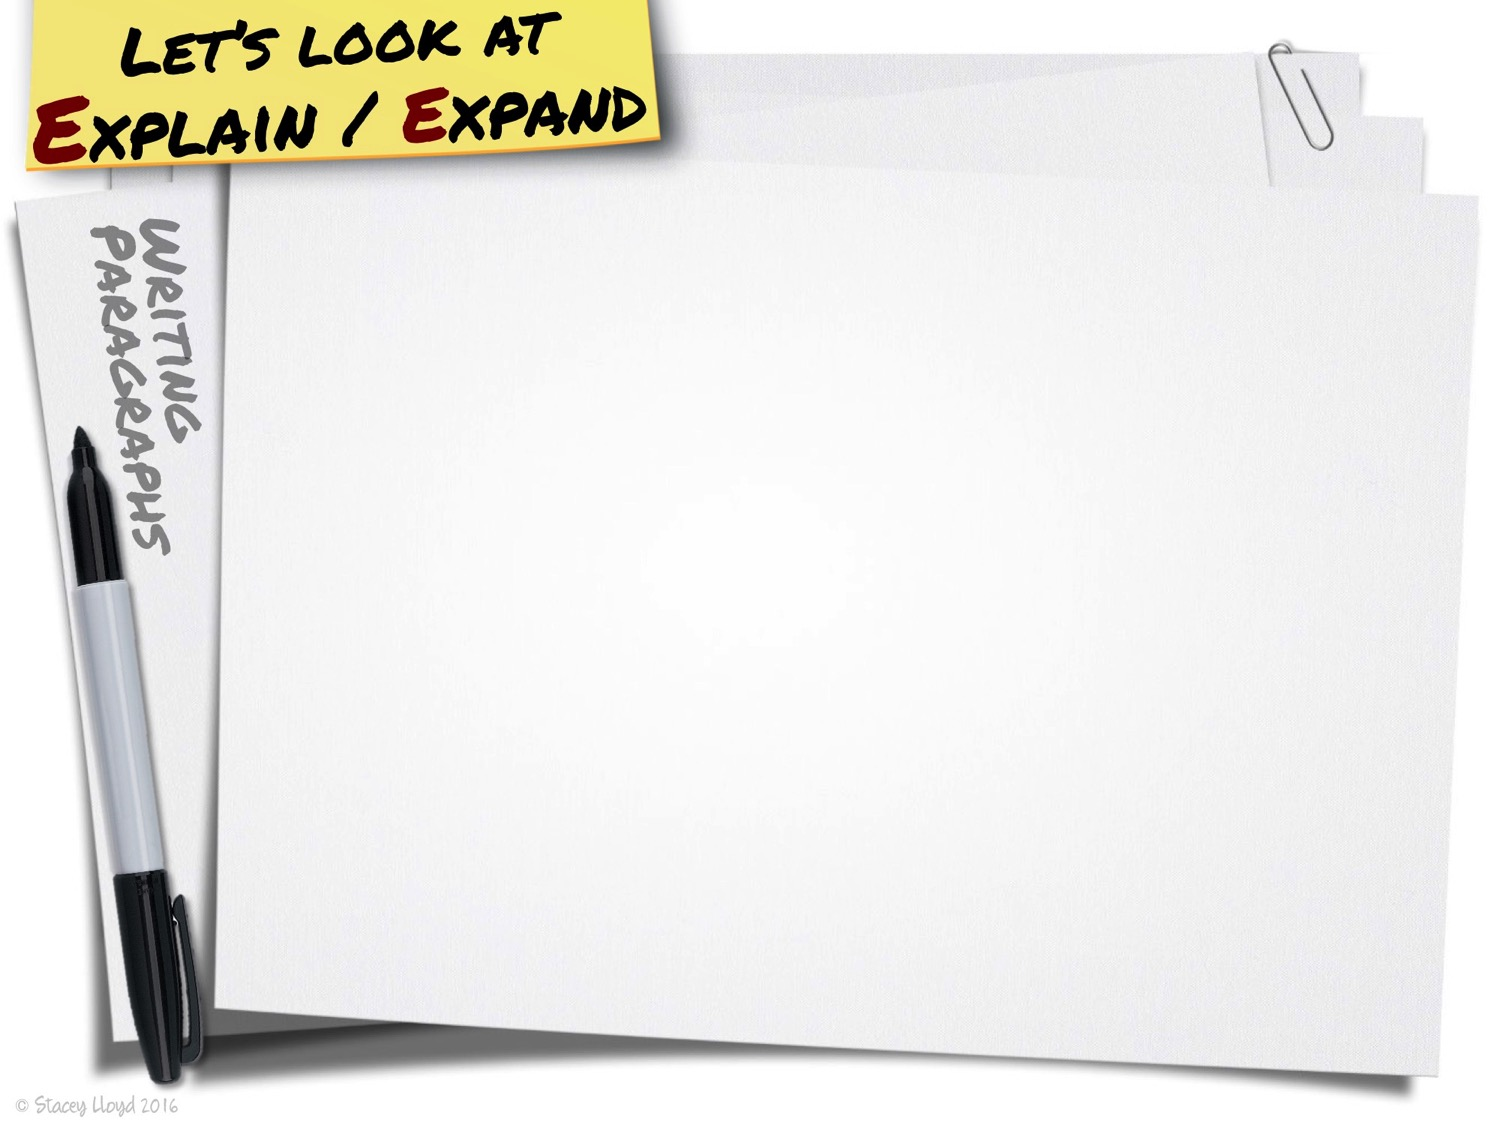 LET'S LOOK AT
EXPLAIN / EXPAND
WRITING
PARAGRAPHS
© Stacey Lloyd 2016